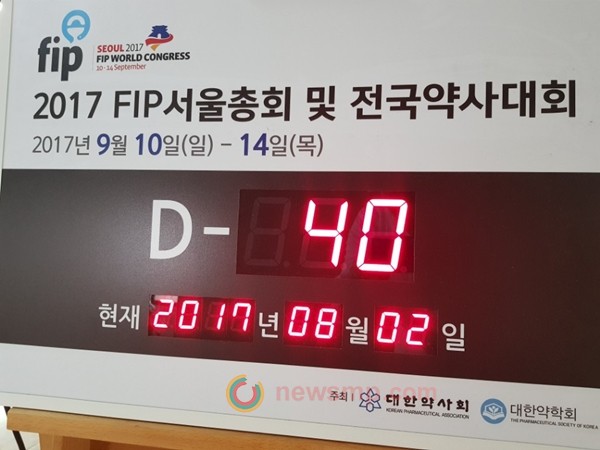 fip
SEOUL 2017
FIP WORLD CONGRESS
10 - 14 September
2017 FIP서울총회 및 전국약사대회
2017년 9월 10일(일) - 14일(목)
D- 40
현재 2017년 08월 02일
newsmp.com
주최 | 대한약사회 KOREAN PHARMACEUTICAL ASSOCIATION 대한약학회 THE PHARMACEUTICAL SOCIETY OF KOREA